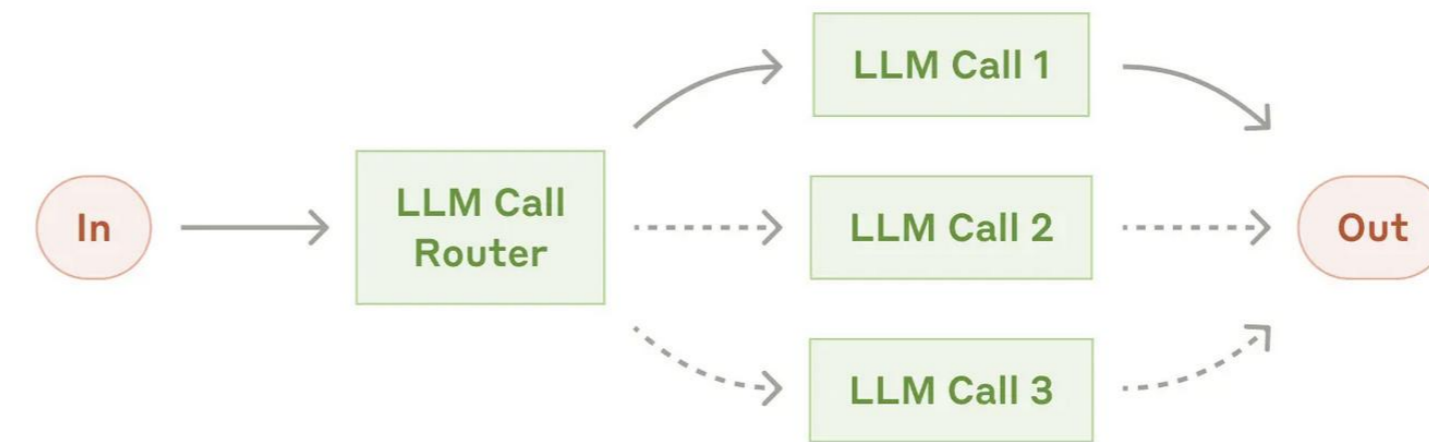 In
LLM Call
Router
LLM Call 1
LLM Call 2
LLM Call 3
Out